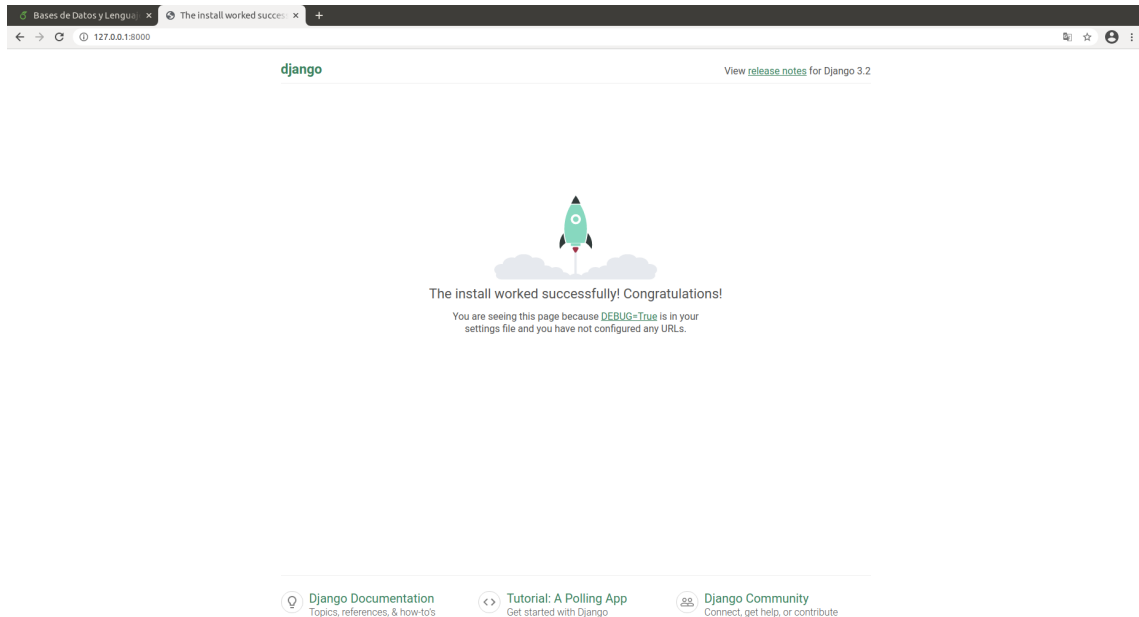 Bases de Datos y Lenguaj
The install worked succes
127.0.0.1:8000
django
View release notes for Django 3.2
The install worked successfully! Congratulations!
You are seeing this page because DEBUG=True is in your
settings file and you have not configured any URLs.
Django Documentation
Topics, references, & how-to's
Tutorial: A Polling App
Get started with Django
Django Community
Connect, get help, or contribute